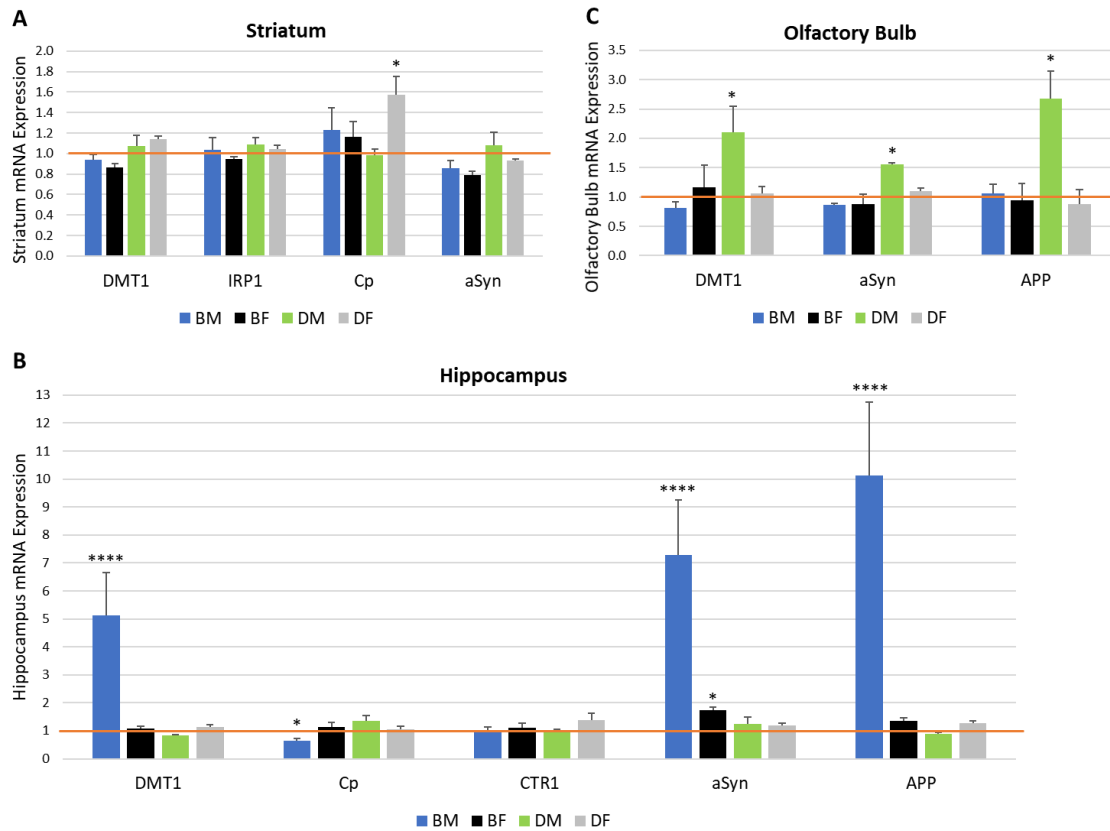 A
Striatum
Striatum mRNA Expression
2.0
1.8
1.6
1.4
1.2
1.0
0.8
0.6
0.4
0.2
0.0
*
DMT1 IRP1 Cp aSyn
BM BF DM DF
C
Olfactory Bulb
Olfactory Bulb mRNA Expression
3.5
3.0
2.5
2.0
1.5
1.0
0.5
0.0
* * *
DMT1 aSyn APP
BM BF DM DF
B
Hippocampus
Hippocampus mRNA Expression
13
12
11
10
9
8
7
6
5
4
3
2
1
0
**** * **** * ****
DMT1 Cp CTR1 aSyn APP
BM BF DM DF